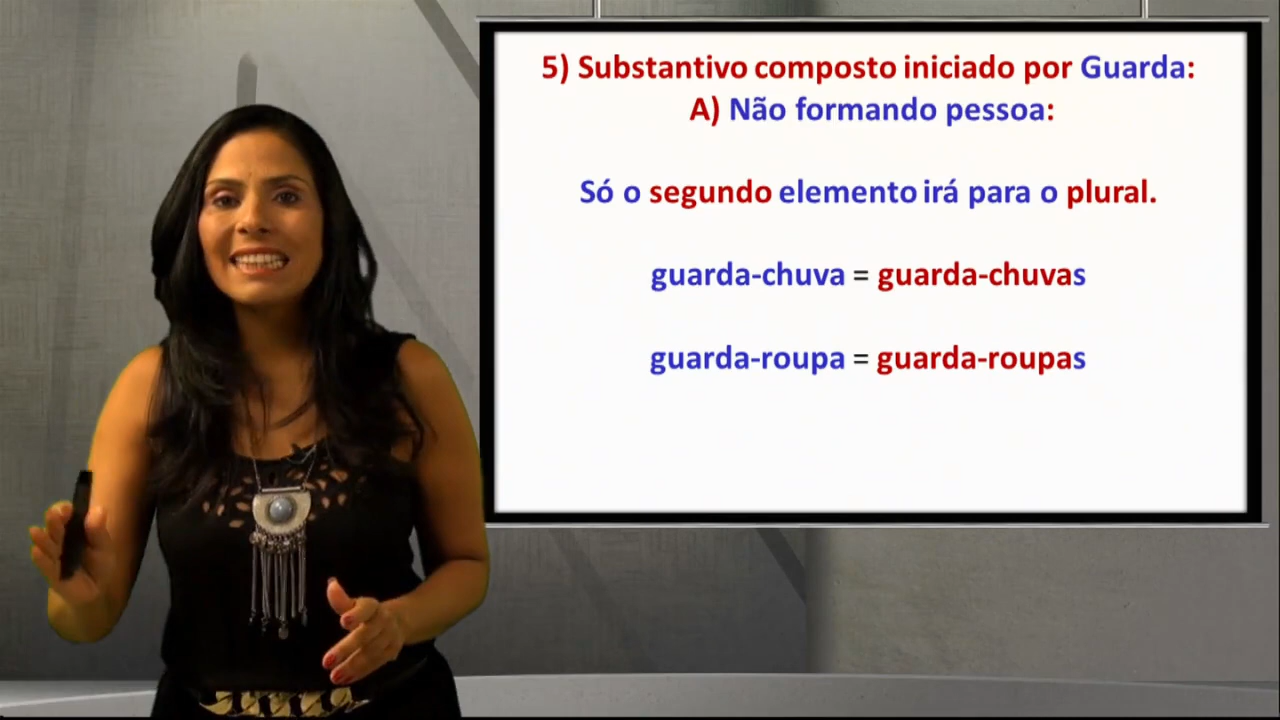 5) Substantivo composto iniciado por Guarda:
A) Não formando pessoa:
Só o segundo elemento irá para o plural.
guarda-chuva = guarda-chuvas
guarda-roupa = guarda-roupas